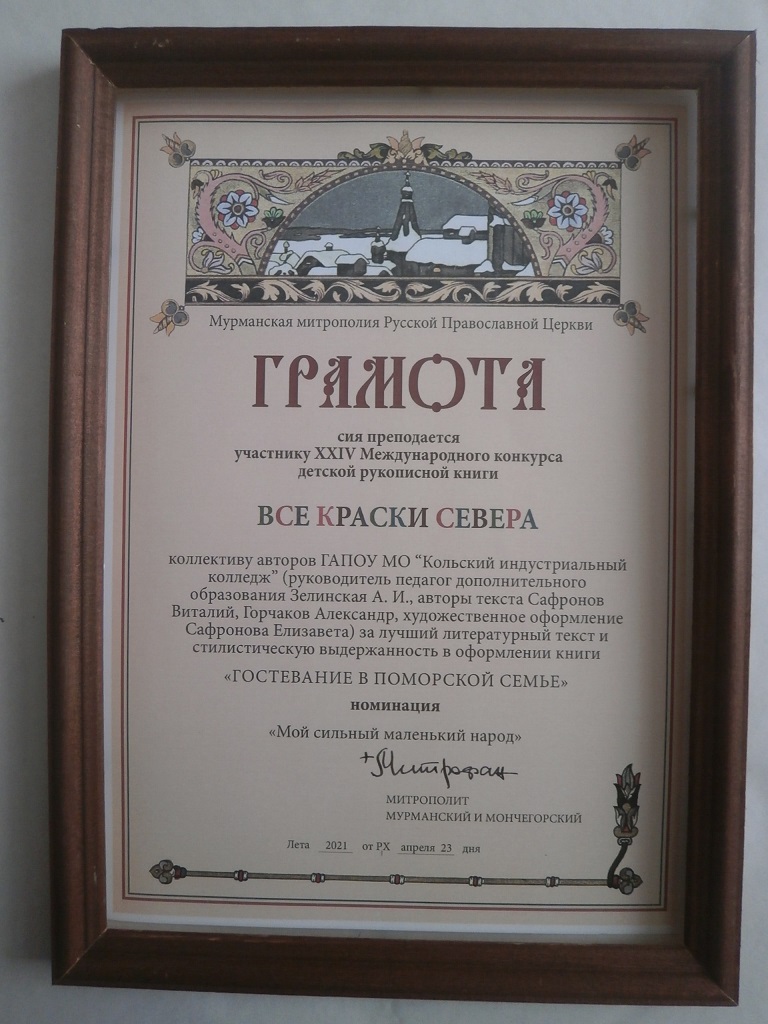 Мурманская митрополия Русской Православной Церкви
ГРАМОТА
сия преподается
участнику XXIV Международного конкурса
детской рукописной книги
ВСЕ КРАСКИ СЕВЕРА
коллективу авторов ГАПОУ МО “Кольский индустриальный
колледж” (руководитель педагог дополнительного
образования Зелинская А. И., авторы текста Сафронов
Виталий, Горчаков Александр, художественное оформление
Сафронова Елизавета) за лучший литературный текст и
стилистическую выдержанность в оформлении книги
«ГОСТЕВАНИЕ В ПОМОРСКОЙ СЕМЬЕ»
номинация
«Мой сильный маленький народ»
+Митрофан
МИТРОПОЛИТ
МУРМАНСКИЙ И МОНЧЕГОРСКИЙ
Лета 2021 от РХ апреля 23 дня